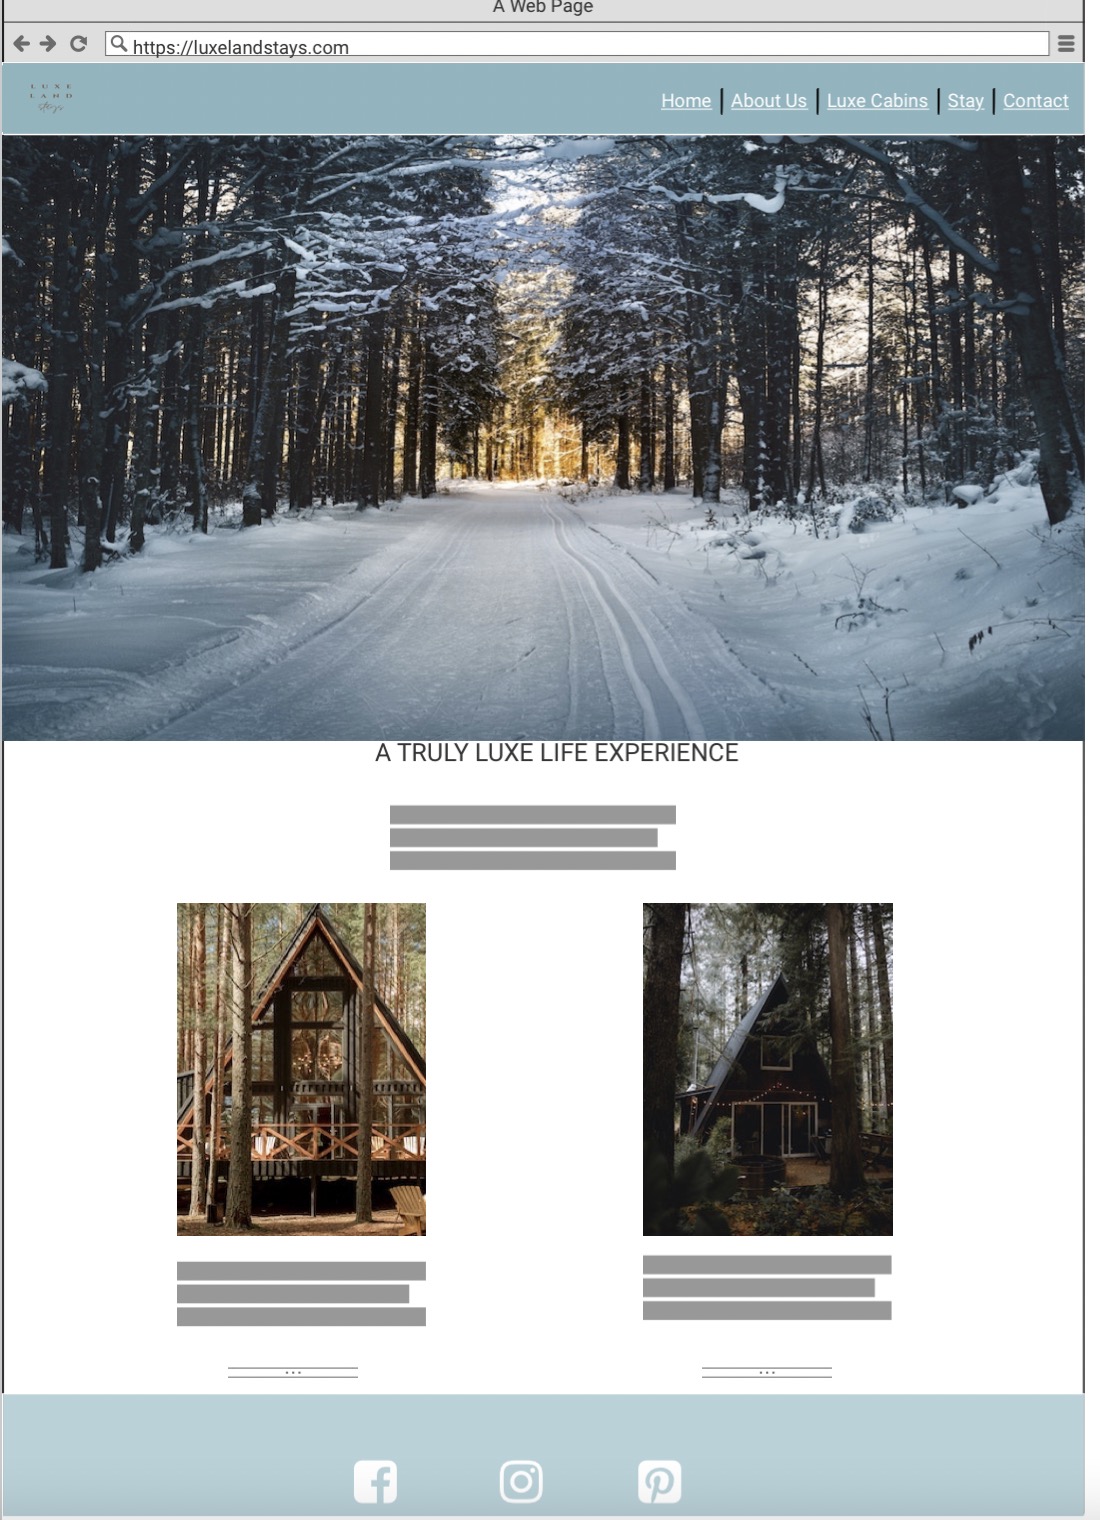 A Web Page
https://luxelandstays.com
LUXE
LAND
stays
Home | About Us | Luxe Cabins | Stay | Contact
A TRULY LUXE LIFE EXPERIENCE